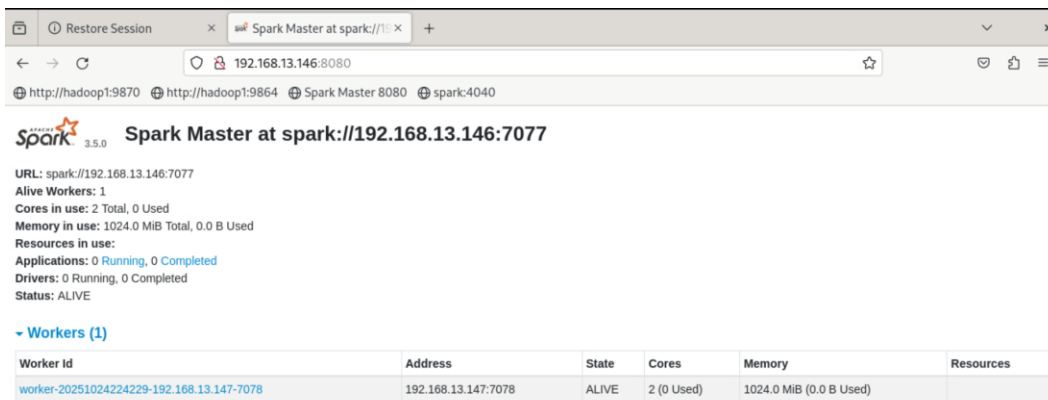 Restore Session × Spark Master at spark://19 × +
192.168.13.146:8080
http://hadoop1:9870 http://hadoop1:9864 Spark Master 8080 spark:4040
APACHE Spark 3.5.0 Spark Master at spark://192.168.13.146:7077
URL: spark://192.168.13.146:7077
Alive Workers: 1
Cores in use: 2 Total, 0 Used
Memory in use: 1024.0 MiB Total, 0.0 B Used
Resources in use:
Applications: 0 Running, 0 Completed
Drivers: 0 Running, 0 Completed
Status: ALIVE
Workers (1)
Worker Id Address State Cores Memory Resources
worker-20251024224229-192.168.13.147-7078 192.168.13.147:7078 ALIVE 2 (0 Used) 1024.0 MiB (0.0 B Used)